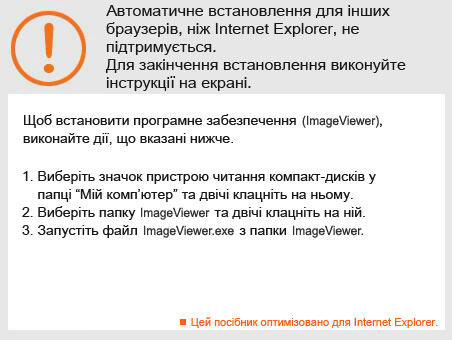 Автоматичне встановлення для інших
браузерів, ніж Internet Explorer, не
підтримується.
Для закінчення встановлення виконуйте
інструкції на екрані.
Щоб встановити програмне забезпечення (ImageViewer),
виконайте дії, що вказані нижче.
1. Виберіть значок пристрою читання компакт-дисків у
папці “Мій комп’ютер” та двічі клацніть на ньому.
2. Виберіть папку ImageViewer та двічі клацніть на ній.
3. Запустіть файл ImageViewer.exe з папки ImageViewer.
Цей посібник оптимізовано для Internet Explorer.